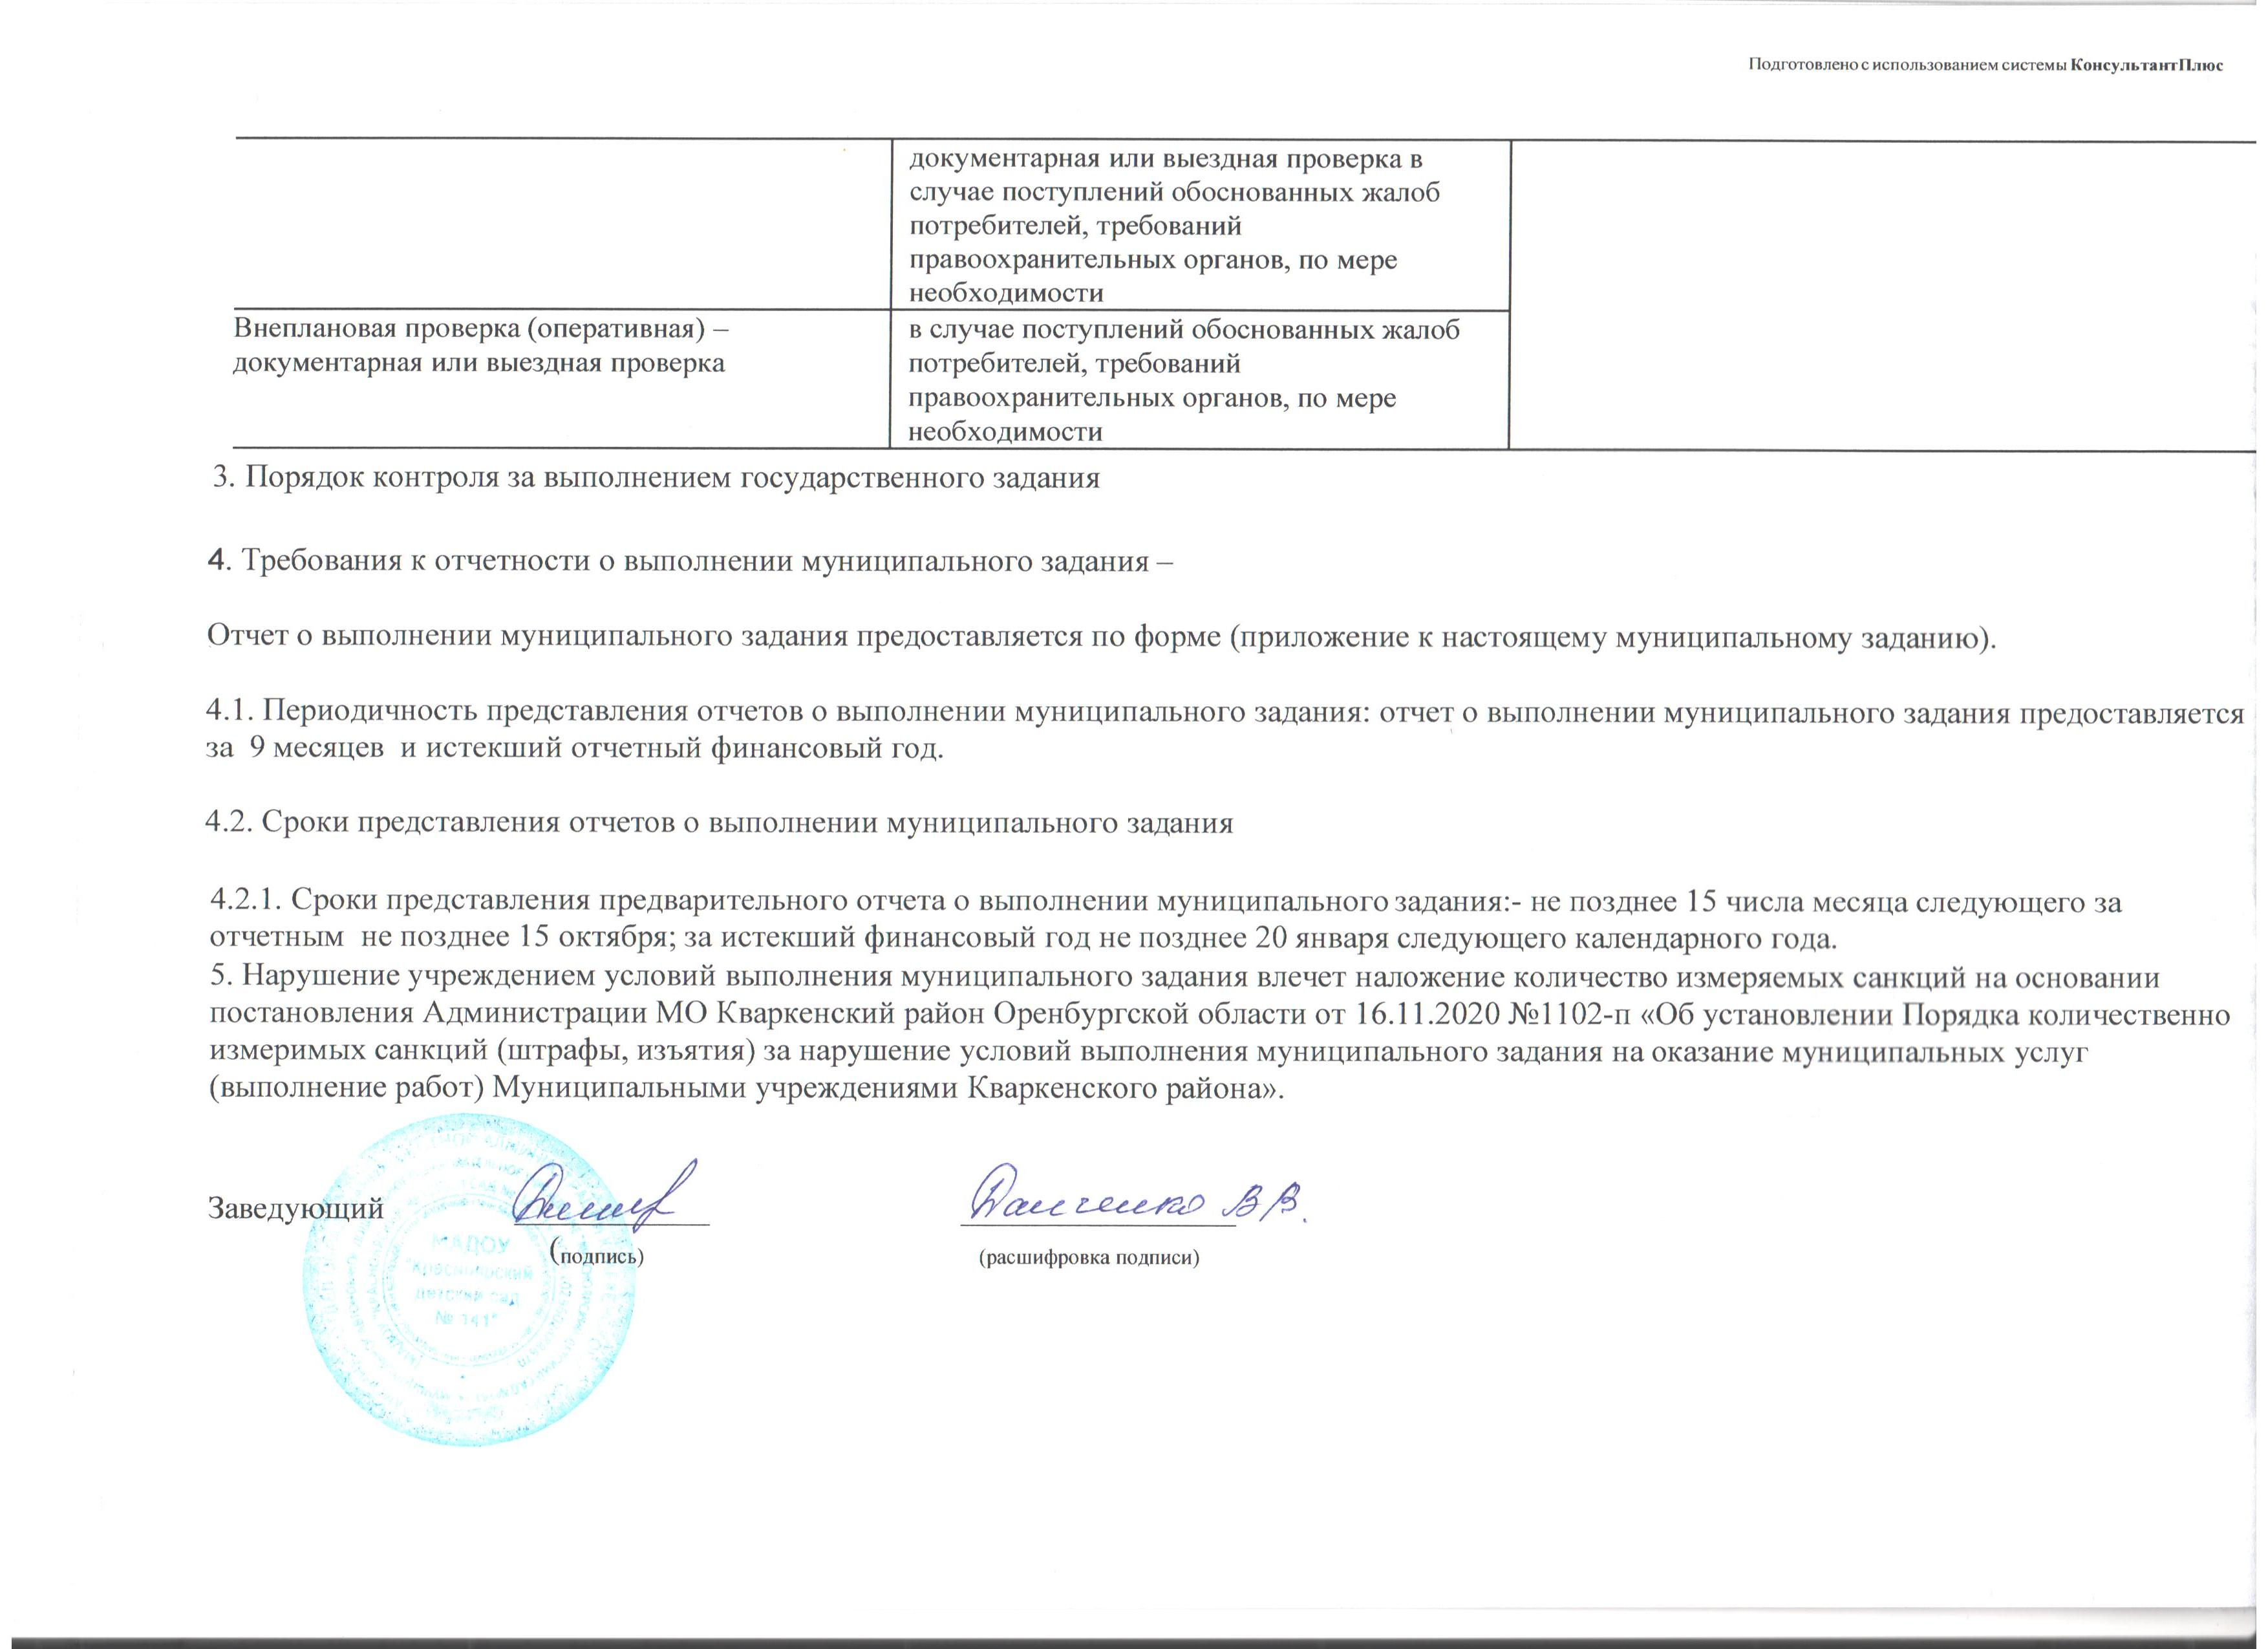 Подготовлено с использованием системы КонсультантПлюс
документарная или выездная проверка в
случае поступлений обоснованных жалоб
потребителей, требований
правоохранительных органов, по мере
необходимости
Внеплановая проверка (оперативная) –
документарная или выездная проверка
в случае поступлений обоснованных жалоб
потребителей, требований
правоохранительных органов, по мере
необходимости
3. Порядок контроля за выполнением государственного задания
4. Требования к отчетности о выполнении муниципального задания –
Отчет о выполнении муниципального задания предоставляется по форме (приложение к настоящему муниципальному заданию).
4.1. Периодичность представления отчетов о выполнении муниципального задания: отчет о выполнении муниципального задания предоставляется
за 9 месяцев и истекший отчетный финансовый год.
4.2. Сроки представления отчетов о выполнении муниципального задания
4.2.1. Сроки представления предварительного отчета о выполнении муниципального задания:- не позднее 15 числа месяца следующего за
отчетным не позднее 15 октября; за истекший финансовый год не позднее 20 января следующего календарного года.
5. Нарушение учреждением условий выполнения муниципального задания влечет наложение количество измеряемых санкций на основании
постановления Администрации МО Кваркенский район Оренбургской области от 16.11.2020 №1102-п «Об установлении Порядка количественно
измеримых санкций (штрафы, изъятия) за нарушение условий выполнения муниципального задания на оказание муниципальных услуг
(выполнение работ) Муниципальными учреждениями Кваркенского района».
Заведующий
Данченко В В.
(подпись)
(расшифровка подписи)
МАДОУ
детский сад